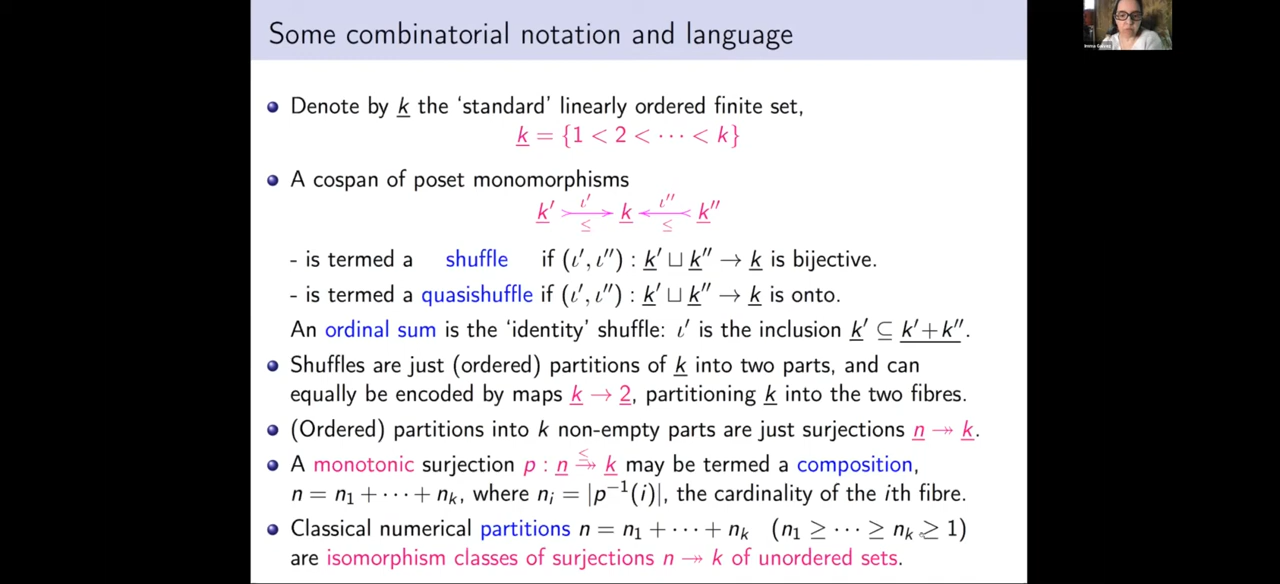 Some combinatorial notation and language
Denote by k the ‘standard’ linearly ordered finite set,
k = {1 < 2 < ··· < k}
A cospan of poset monomorphisms
k′ ι′ ≤ k ι″ ≤ k″
- is termed a shuffle if (ι′, ι″) : k′ ⊔ k″ → k is bijective.
- is termed a quasishuffle if (ι′, ι″) : k′ ⊔ k″ → k is onto.
An ordinal sum is the ‘identity’ shuffle: ι′ is the inclusion k′ ⊆ k′+k″.
Shuffles are just (ordered) partitions of k into two parts, and can
equally be encoded by maps k → 2, partitioning k into the two fibres.
(Ordered) partitions into k non-empty parts are just surjections n ↠ k.
A monotonic surjection p : n ↠≤ k may be termed a composition,
n = n₁ + ··· + nₖ, where nᵢ = |p⁻¹(i)|, the cardinality of the ith fibre.
Classical numerical partitions n = n₁ + ··· + nₖ (n₁ ≥ ··· ≥ nₖ ≥ 1)
are isomorphism classes of surjections n ↠ k of unordered sets.